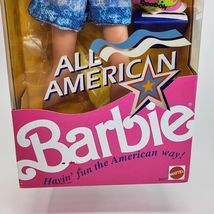 ALL
AMERICAN
Barbie
Havin' fun the American way!
MATTEL